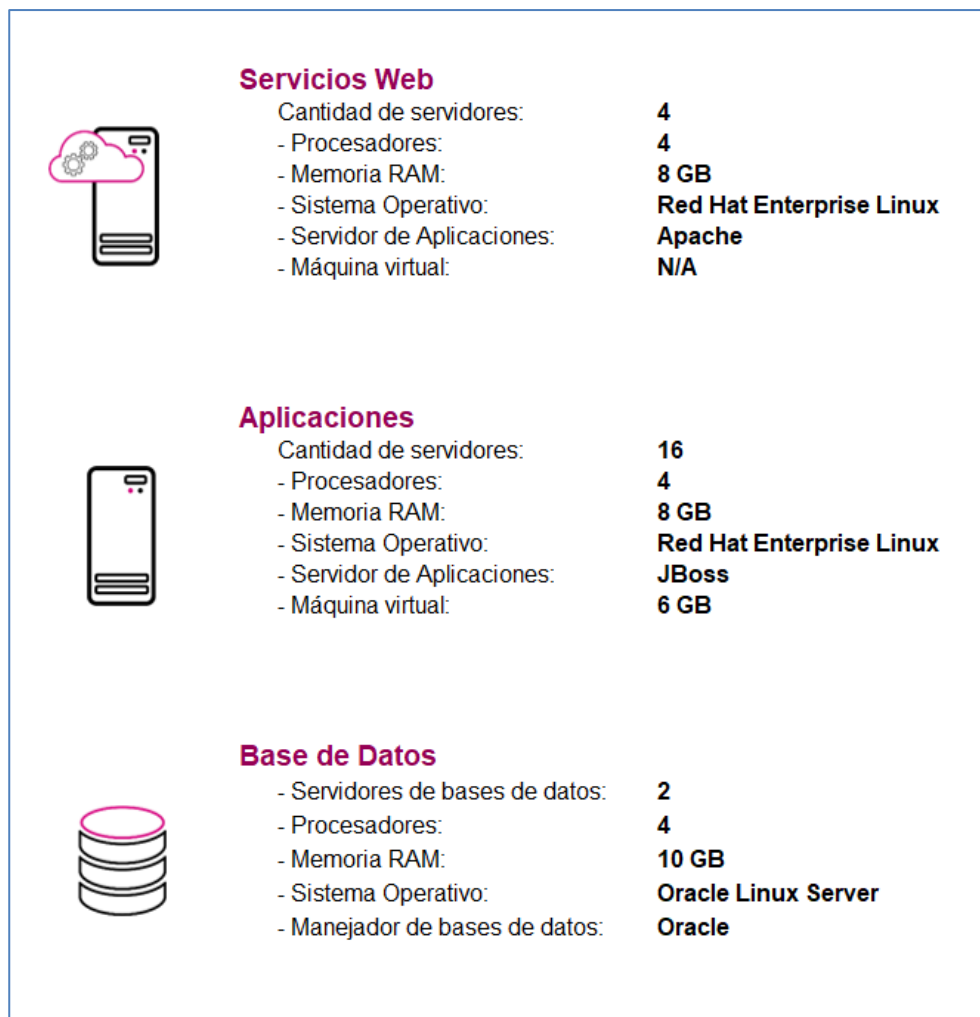 Servicios Web
Cantidad de servidores: 4
- Procesadores: 4
- Memoria RAM: 8 GB
- Sistema Operativo: Red Hat Enterprise Linux
- Servidor de Aplicaciones: Apache
- Máquina virtual: N/A
Aplicaciones
Cantidad de servidores: 16
- Procesadores: 4
- Memoria RAM: 8 GB
- Sistema Operativo: Red Hat Enterprise Linux
- Servidor de Aplicaciones: JBoss
- Máquina virtual: 6 GB
Base de Datos
- Servidores de bases de datos: 2
- Procesadores: 4
- Memoria RAM: 10 GB
- Sistema Operativo: Oracle Linux Server
- Manejador de bases de datos: Oracle